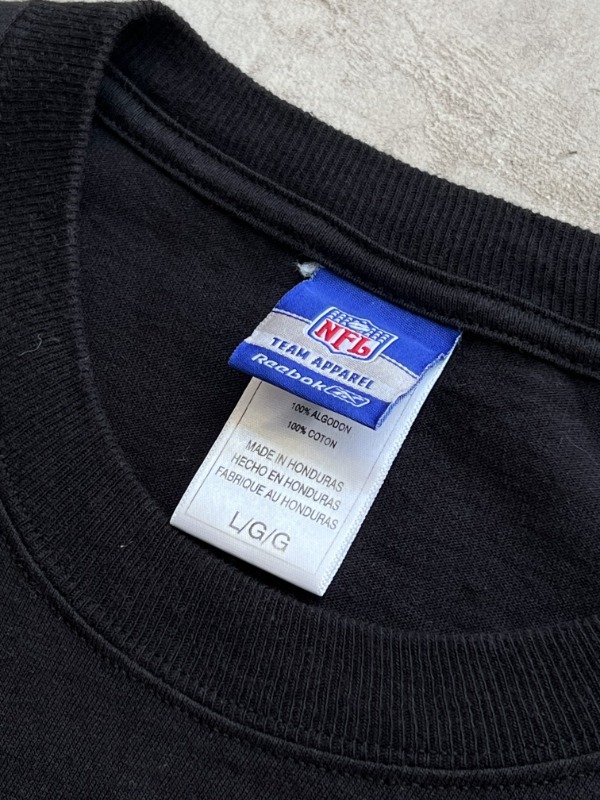 NFL
TEAM APPAREL
Reebok
100% ALGODON
100% COTON
MADE IN HONDURAS
HECHO EN HONDURAS
FABRIQUE AU HONDURAS
L/G/G